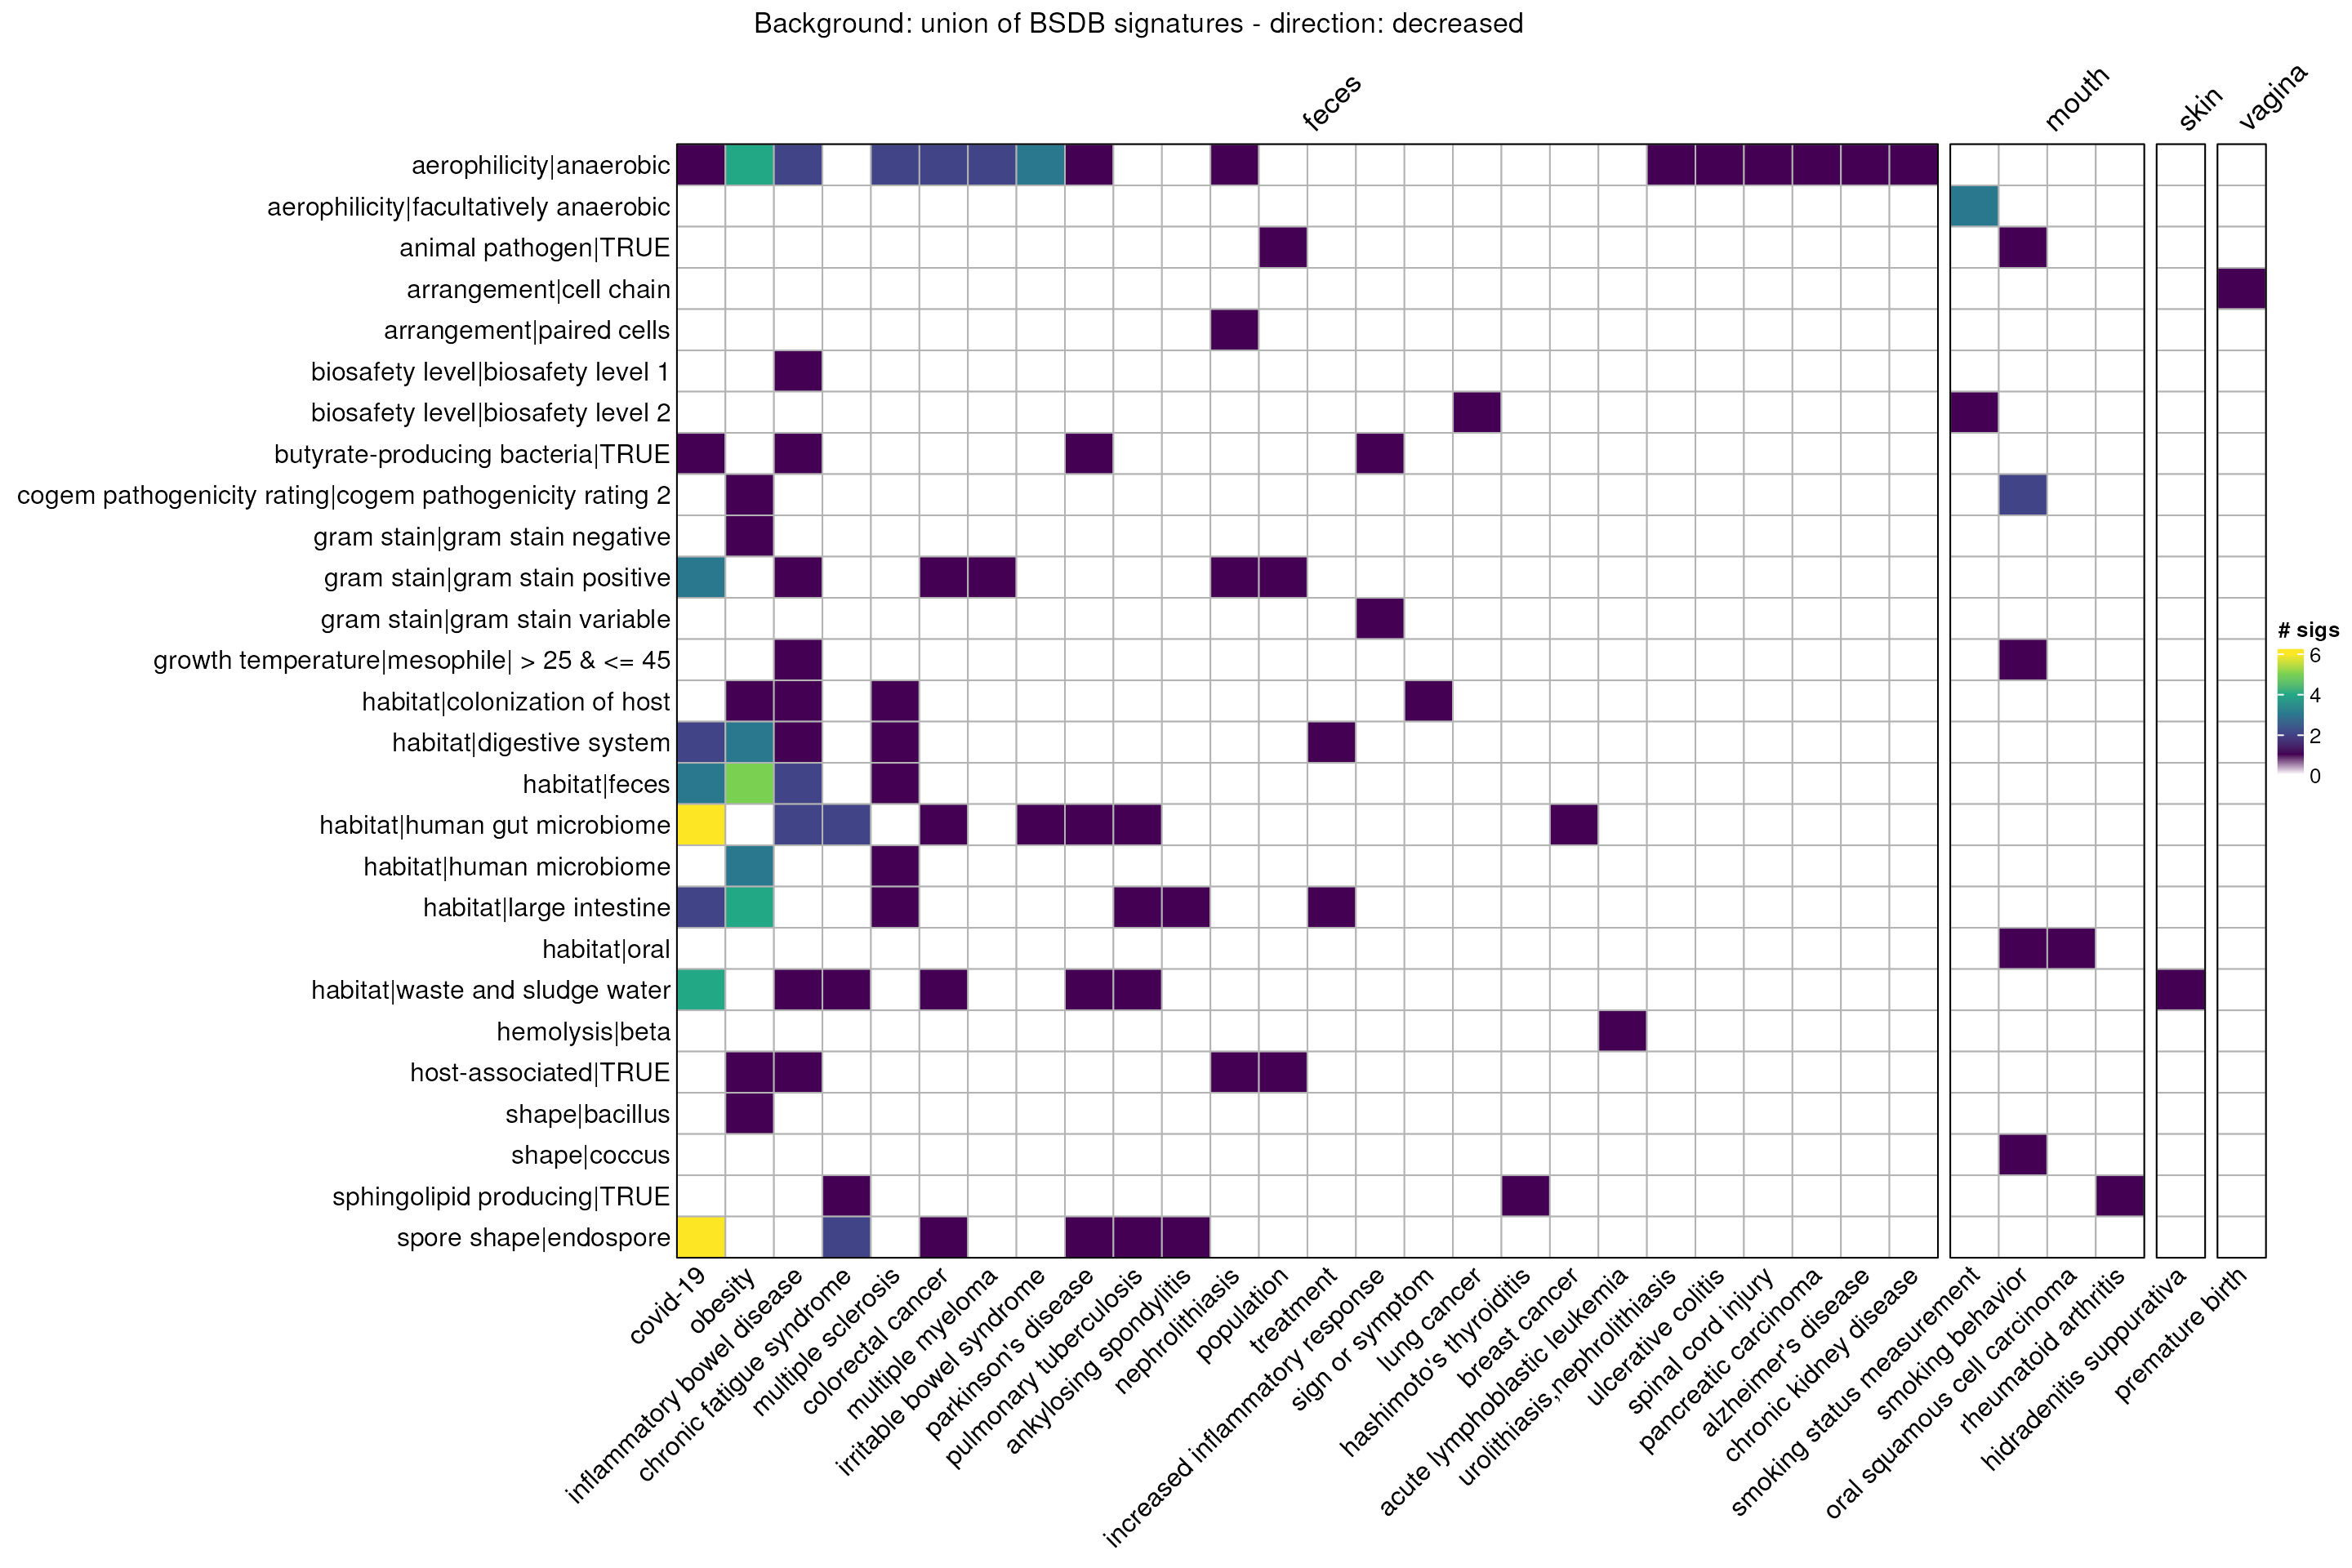 Background: union of BSDB signatures - direction: decreased
feces
mouth
skin
vagina
aerophilicity|anaerobic
aerophilicity|facultatively anaerobic
animal pathogen|TRUE
arrangement|cell chain
arrangement|paired cells
biosafety level|biosafety level 1
biosafety level|biosafety level 2
butyrate-producing bacteria|TRUE
cogem pathogenicity rating|cogem pathogenicity rating 2
gram stain|gram stain negative
gram stain|gram stain positive
gram stain|gram stain variable
growth temperature|mesophile| > 25 & <= 45
habitat|colonization of host
habitat|digestive system
habitat|feces
habitat|human gut microbiome
habitat|human microbiome
habitat|large intestine
habitat|oral
habitat|waste and sludge water
hemolysis|beta
host-associated|TRUE
shape|bacillus
shape|coccus
sphingolipid producing|TRUE
spore shape|endospore
# sigs
6
4
2
0
covid-19
obesity
inflammatory bowel disease
chronic fatigue syndrome
multiple sclerosis
colorectal cancer
multiple myeloma
irritable bowel syndrome
parkinson's disease
pulmonary tuberculosis
ankylosing spondylitis
nephrolithiasis
population
treatment
increased inflammatory response
sign or symptom
lung cancer
hashimoto's thyroiditis
breast cancer
acute lymphoblastic leukemia
urolithiasis,nephrolithiasis
ulcerative colitis
spinal cord injury
pancreatic carcinoma
alzheimer's disease
chronic kidney disease
smoking status measurement
smoking behavior
oral squamous cell carcinoma
rheumatoid arthritis
hidradenitis suppurativa
premature birth